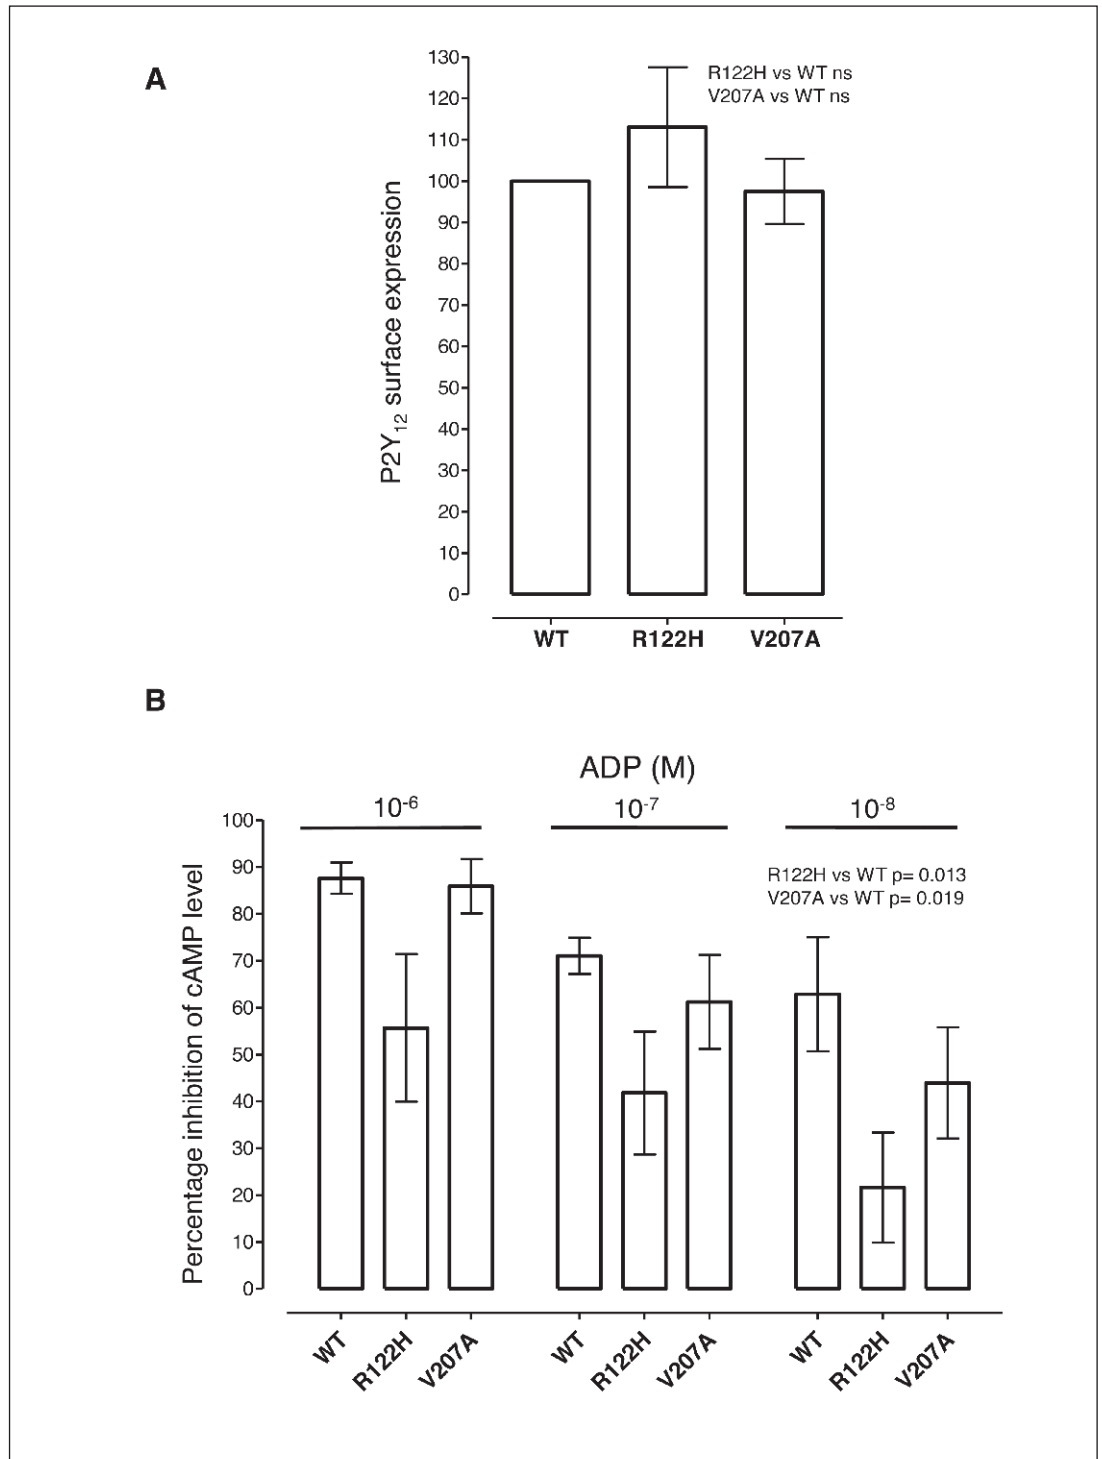 A
130
120
110
100
90
80
70
60
50
40
30
20
10
0
P2Y12 surface expression
R122H vs WT ns
V207A vs WT ns
WT R122H V207A
B
ADP (M)
10-6 10-7 10-8
100
90
80
70
60
50
40
30
20
10
0
Percentage inhibition of cAMP level
R122H vs WT p= 0.013
V207A vs WT p= 0.019
WT R122H V207A WT R122H V207A WT R122H V207A